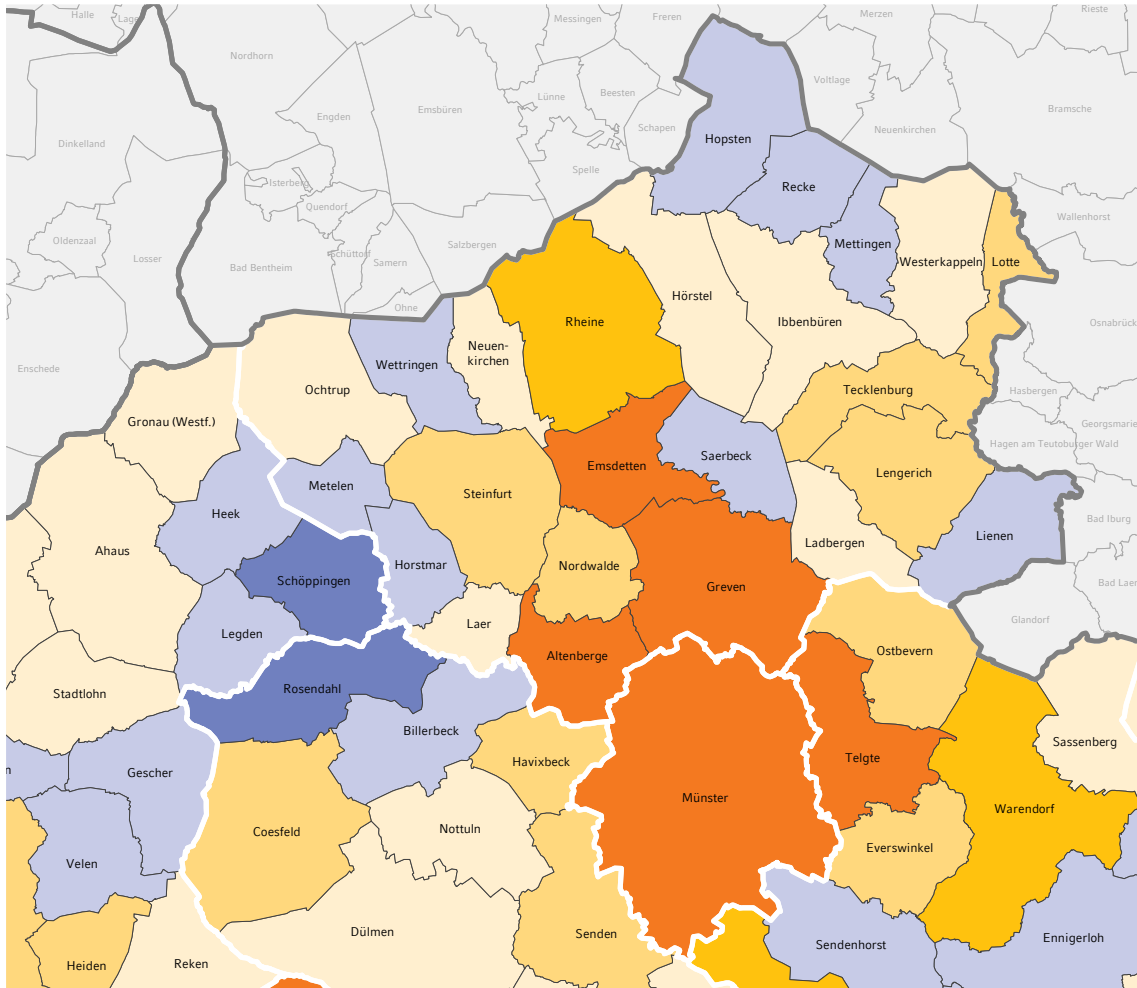 Halle
Lage
Messingen
Freren
Merzen
Rieste
Nordhorn
Lünne
Beesten
Voltlage
Emsbüren
Engden
Schapen
Bramsche
Neuenkirchen
Dinkelland
Hopsten
Spelle
Isterberg
Recke
Quendorf
Wallenhorst
Oldenzaal
Losser
Salzbergen
Mettingen
Schüttorf
Samern
Bad Bentheim
Westerkappeln
Lotte
Hörstel
Ohne
Rheine
Ibbenbüren
Osnabrück
Neuen-
kirchen
Wettringen
Enschede
Ochtrup
Tecklenburg
Hasbergen
Gronau (Westf.)
Georgsmarie
Hagen am Teutoburger Wald
Saerbeck
Emsdetten
Lengerich
Metelen
Steinfurt
Heek
Bad Iburg
Lienen
Ladbergen
Ahaus
Horstmar
Nordwalde
Schöppingen
Greven
Bad Laer
Glandorf
Laer
Legden
Altenberge
Ostbevern
Stadtlohn
Rosendahl
Billerbeck
Sassenberg
Telgte
Havixbeck
n
Gescher
Münster
Warendorf
Coesfeld
Nottuln
Everswinkel
Velen
Dülmen
Senden
Ennigerloh
Sendenhorst
Heiden
Reken